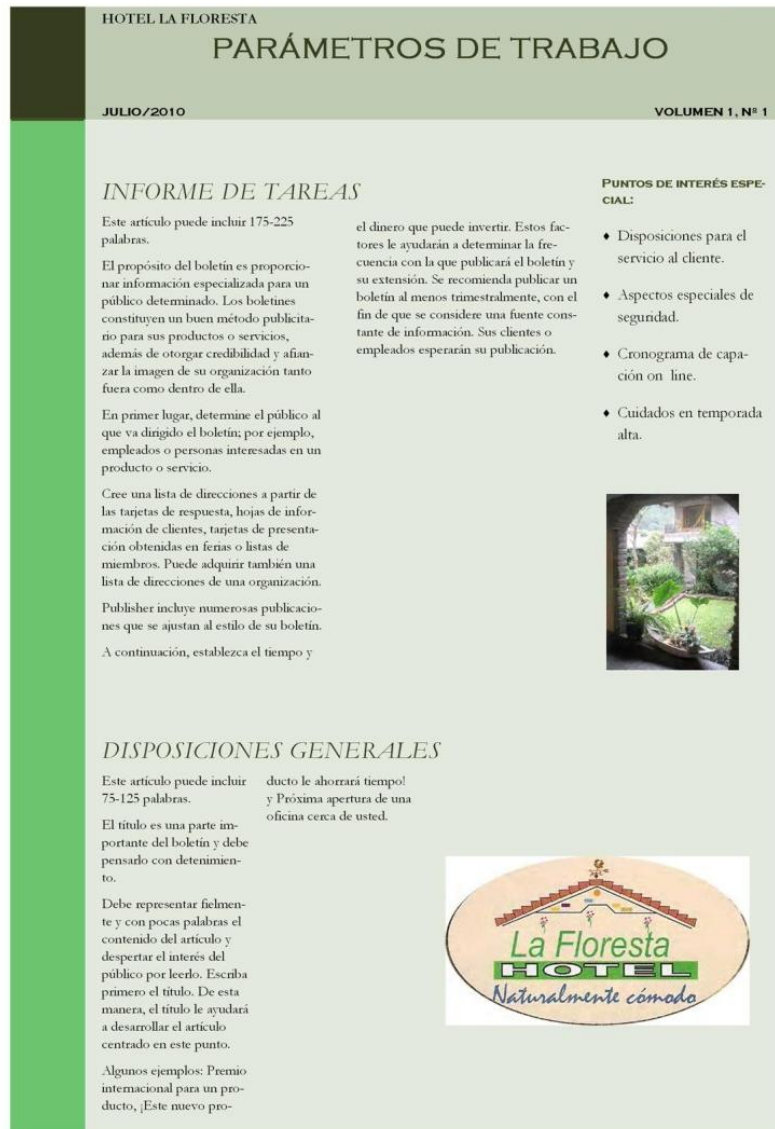 HOTEL LA FLORESTA
PARÁMETROS DE TRABAJO
JULIO/2010
VOLUMEN 1, Nº 1
INFORME DE TAREAS
Este artículo puede incluir 175-225
palabras.
El propósito del boletín es proporcio-
nar información especializada para un
público determinado. Los boletines
constituyen un buen método publicita-
rio para sus productos o servicios,
además de otorgar credibilidad y afian-
zar la imagen de su organización tanto
fuera como dentro de ella.
En primer lugar, determine el público al
que va dirigido el boletín; por ejemplo,
empleados o personas interesadas en un
producto o servicio.
Cree una lista de direcciones a partir de
las tarjetas de respuesta, hojas de infor-
mación de clientes, tarjetas de presenta-
ción obtenidas en ferias o listas de
miembros. Puede adquirir también una
lista de direcciones de una organización.
Publisher incluye numerosas publicacio-
nes que se ajustan al estilo de su boletín.
A continuación, establezca el tiempo y
el dinero que puede invertir. Estos fac-
tores le ayudarán a determinar la fre-
cuencia con la que publicará el boletín y
su extensión. Se recomienda publicar un
boletín al menos trimestralmente, con el
fin de que se considere una fuente cons-
tante de información. Sus clientes o
empleados esperarán su publicación.
PUNTOS DE INTERÉS ESPE-
CIAL:
♦ Disposiciones para el
servicio al cliente.
♦ Aspectos especiales de
seguridad.
♦ Cronograma de capa-
ción on line.
♦ Cuidados en temporada
alta.
DISPOSICIONES GENERALES
Este artículo puede incluir
75-125 palabras.
El título es una parte im-
portante del boletín y debe
pensarlo con detenimien-
to.
Debe representar fielmen-
te y con pocas palabras el
contenido del artículo y
despertar el interés del
público por leerlo. Escriba
primero el título. De esta
manera, el título le ayudará
a desarrollar el artículo
centrado en este punto.
Algunos ejemplos: Premio
internacional para un pro-
ducto, ¡Este nuevo pro-
ducto le ahorrará tiempo!
y Próxima apertura de una
oficina cerca de usted.
La Floresta
HOTEL
Naturalmente cómodo